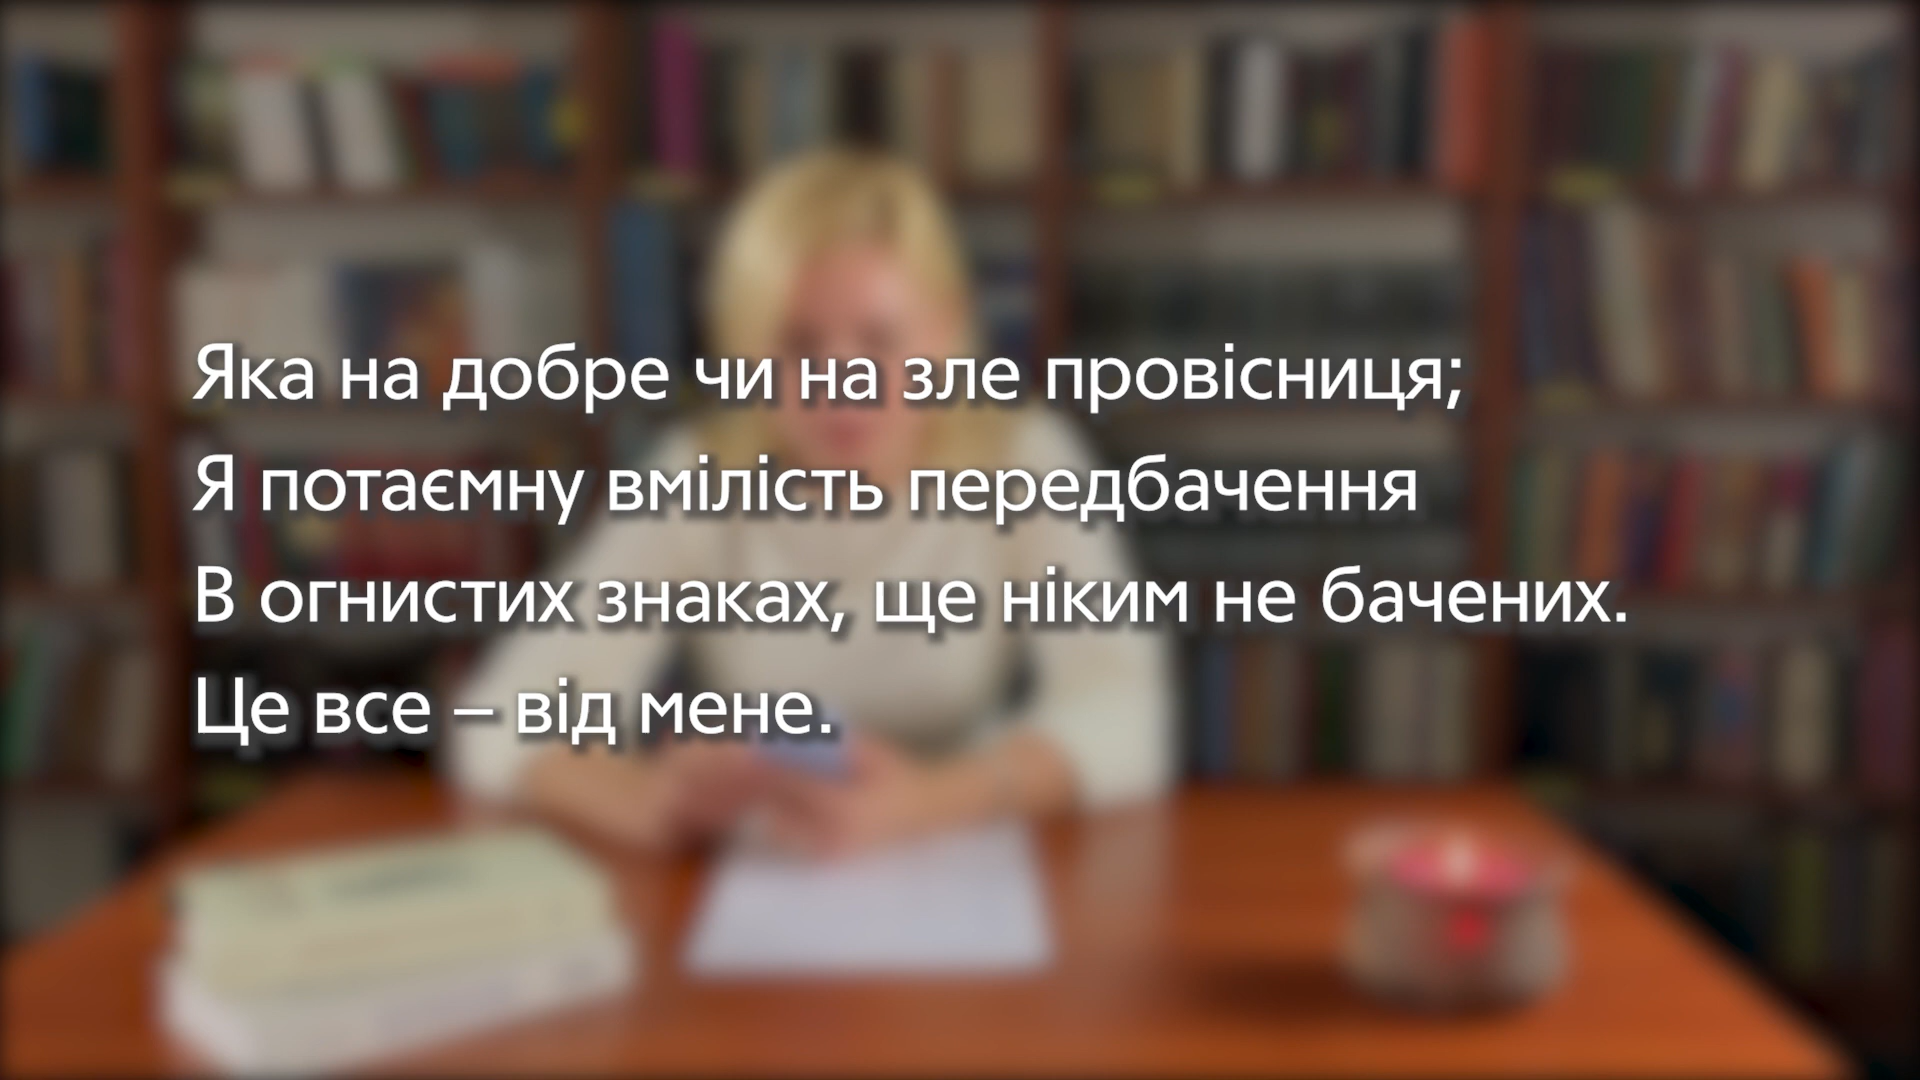 Яка на добре чи на зле провісниця;
Я потаємну вмілість передбачення
В огнистих знаках, ще ніким не бачених.
Це все – від мене.